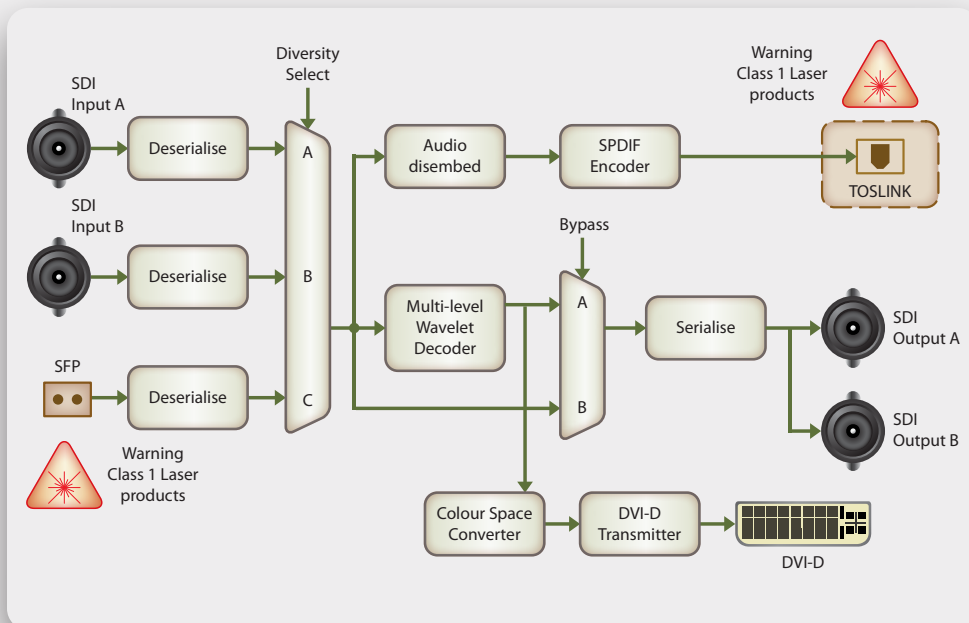 Diversity
Select
Warning
Class 1 Laser
products
SDI
Input A
Deserialise
A
Audio
disembed
SPDIF
Encoder
TOSLINK
SDI
Input B
Deserialise
B
Bypass
Multi-level
Wavelet
Decoder
A
Serialise
SDI
Output A
SFP
Deserialise
C
B
SDI
Output B
Warning
Class 1 Laser
products
Colour Space
Converter
DVI-D
Transmitter
DVI-D